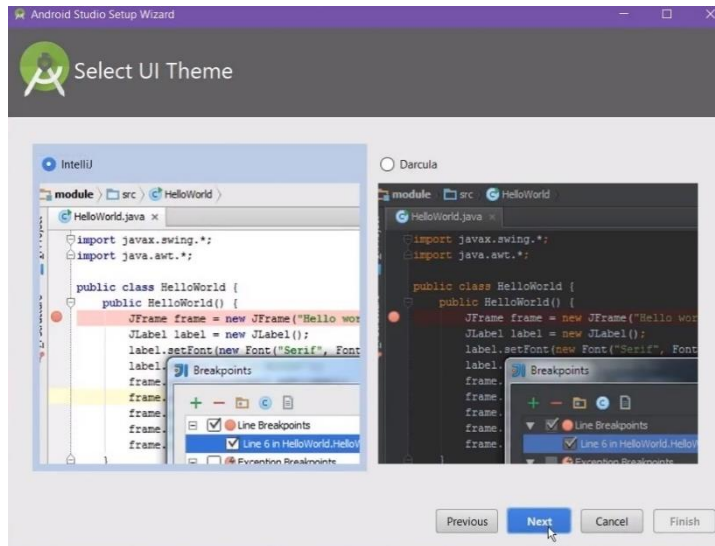 Android Studio Setup Wizard
Select UI Theme
IntelliJ
module src HelloWorld
HelloWorld.java ×
import javax.swing.*;
import java.awt.*;
public class HelloWorld {
public HelloWorld() {
JFrame frame = new JFrame("Hello wor
JLabel label = new JLabel();
label.setFont(new Font("Serif", Font
label.
frame.
frame.
frame.
frame.
frame.
}
Breakpoints
Line Breakpoints
Line 6 in HelloWorld.HelloW
Exception Breakpoints
Darcula
module src HelloWorld
HelloWorld.java ×
import javax.swing.*;
import java.awt.*;
public class HelloWorld {
public HelloWorld() {
JFrame frame = new JFrame("Hello wor
JLabel label = new JLabel();
label.setFont(new Font("Serif", Font
label.
frame.
frame.
frame.
frame.
frame.
Breakpoints
Line Breakpoints
Line 6 in HelloWorld.HelloW
Exception Breakpoints
Previous Next Cancel Finish